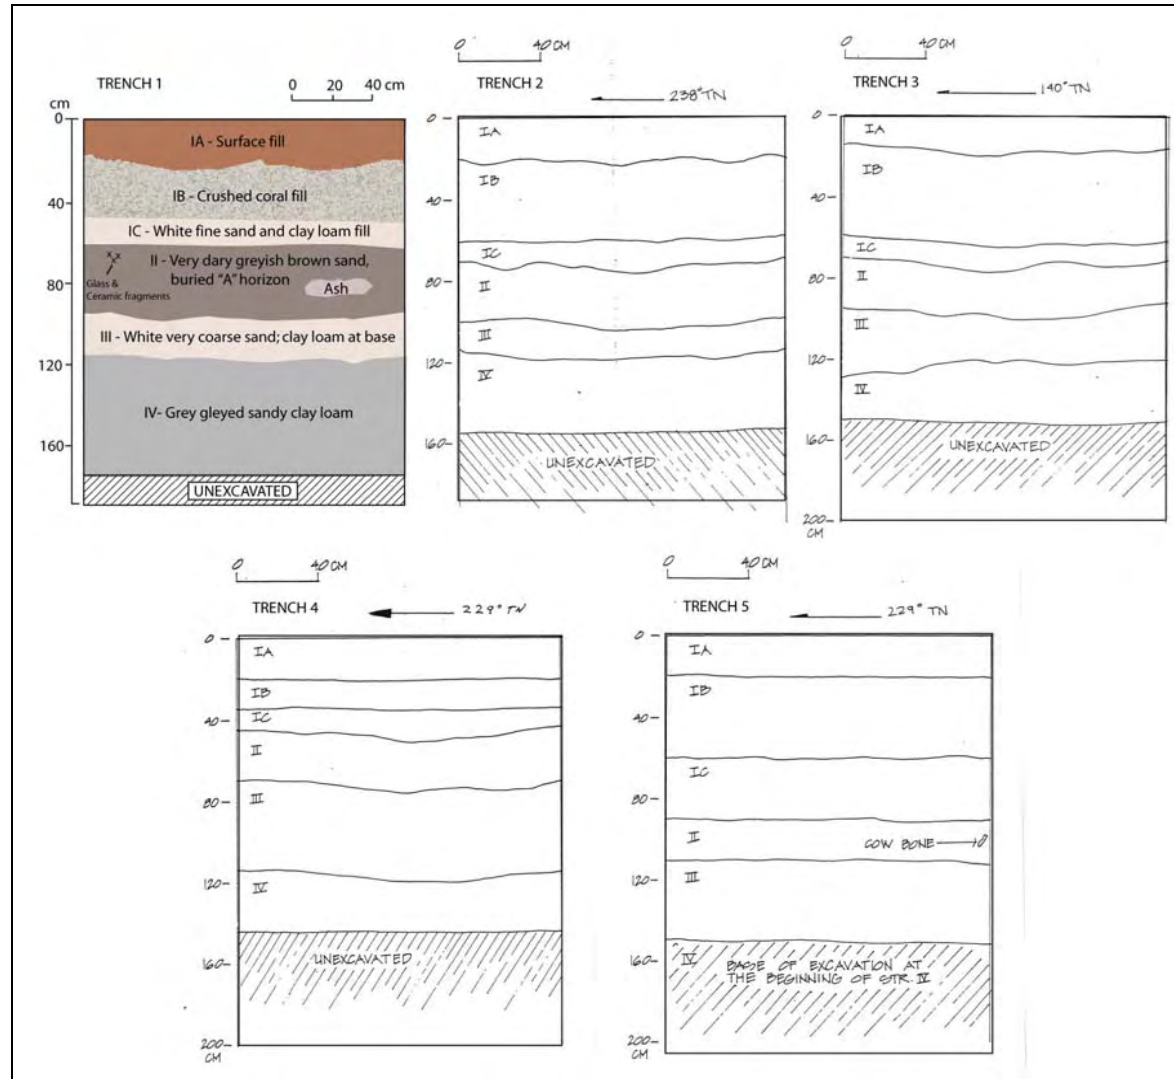 TRENCH 1
0 20 40 cm
cm
0
40
80
120
160
IA - Surface fill
IB - Crushed coral fill
IC - White fine sand and clay loam fill
II - Very dary greyish brown sand,
buried "A" horizon
x x
x
Glass &
Ceramic fragments
Ash
III - White very coarse sand; clay loam at base
IV- Grey gleyed sandy clay loam
UNEXCAVATED
0 40 CM
TRENCH 2
238° TN
0
40
80
120
160
IA
IB
IC
II
III
IV
UNEXCAVATED
0 40 CM
TRENCH 3
140° TN
0
40
80
120
160
200
CM
IA
IB
IC
II
III
IV
UNEXCAVATED
0 40 CM
TRENCH 4
229° TN
0
40
80
120
160
200
CM
IA
IB
IC
II
III
IV
UNEXCAVATED
0 40 CM
TRENCH 5
229° TN
0
40
80
120
160
200
CM
IA
IB
IC
II
COW BONE
III
IV
BASE OF EXCAVATION AT
THE BEGINNING OF STR. IV